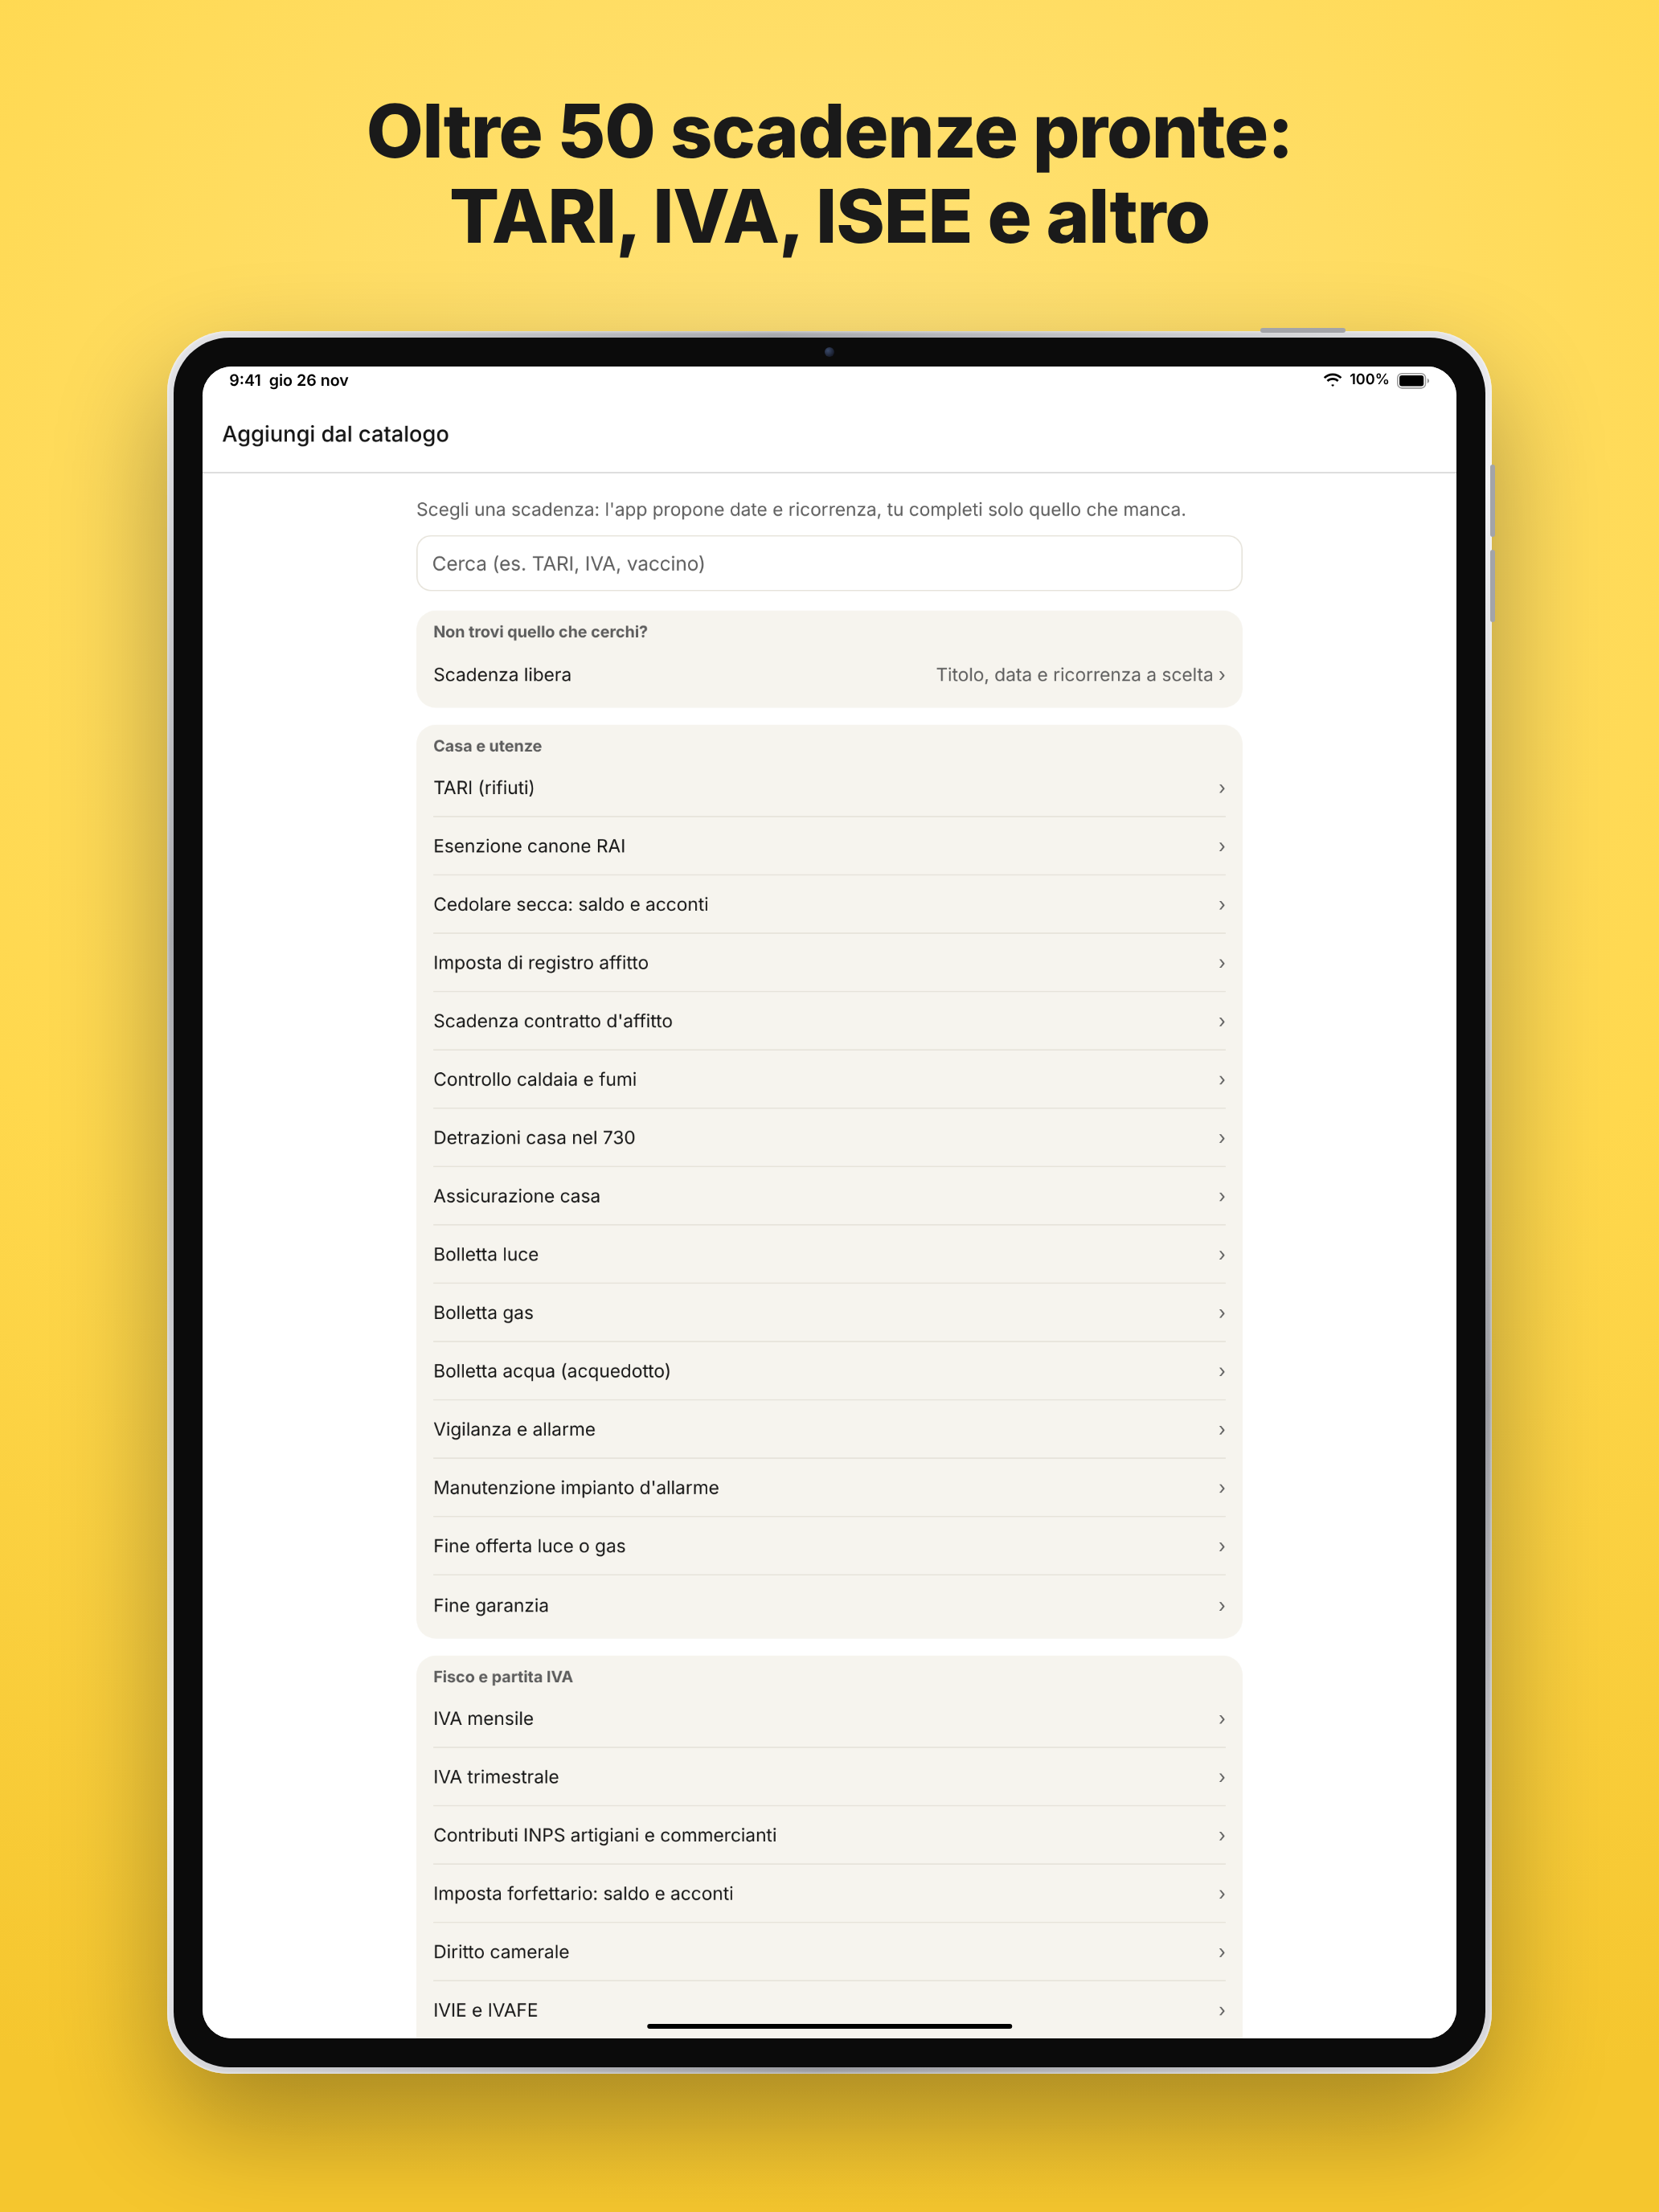 Oltre 50 scadenze pronte:
TARI, IVA, ISEE e altro
9:41 gio 26 nov
100%
Aggiungi dal catalogo
Scegli una scadenza: l'app propone date e ricorrenza, tu completi solo quello che manca.
Cerca (es. TARI, IVA, vaccino)
Non trovi quello che cerchi?
Scadenza libera Titolo, data e ricorrenza a scelta ›
Casa e utenze
TARI (rifiuti) ›
Esenzione canone RAI ›
Cedolare secca: saldo e acconti ›
Imposta di registro affitto ›
Scadenza contratto d'affitto ›
Controllo caldaia e fumi ›
Detrazioni casa nel 730 ›
Assicurazione casa ›
Bolletta luce ›
Bolletta gas ›
Bolletta acqua (acquedotto) ›
Vigilanza e allarme ›
Manutenzione impianto d'allarme ›
Fine offerta luce o gas ›
Fine garanzia ›
Fisco e partita IVA
IVA mensile ›
IVA trimestrale ›
Contributi INPS artigiani e commercianti ›
Imposta forfettario: saldo e acconti ›
Diritto camerale ›
IVIE e IVAFE ›